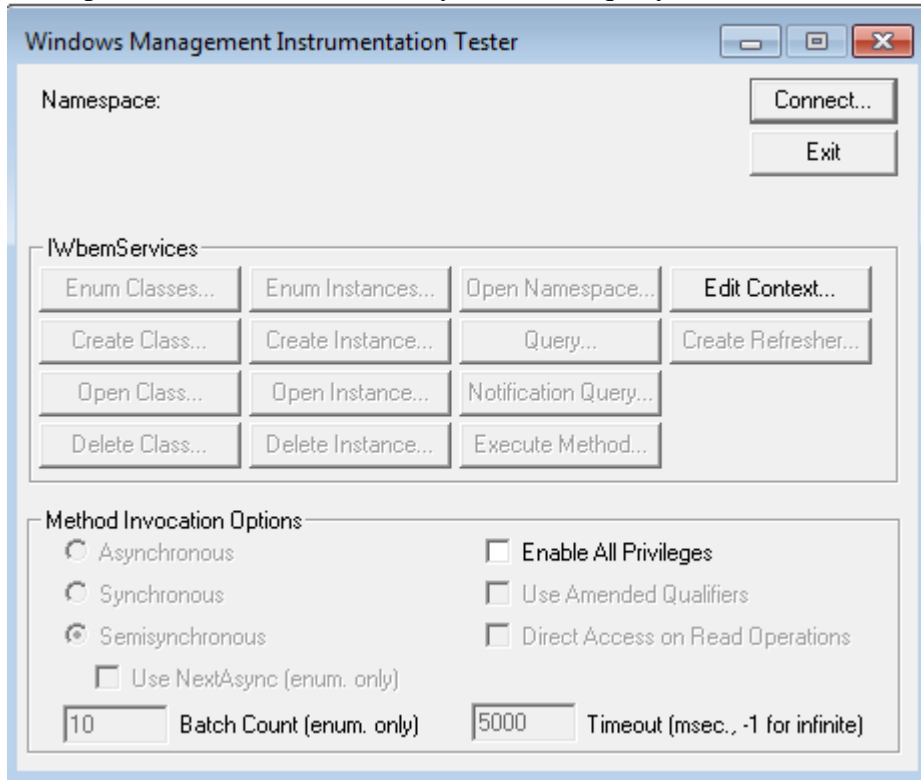 Windows Management Instrumentation Tester
Namespace:
Connect...
Exit
IWbemServices
Enum Classes... Enum Instances... Open Namespace... Edit Context...
Create Class... Create Instance... Query... Create Refresher...
Open Class... Open Instance... Notification Query...
Delete Class... Delete Instance... Execute Method...
Method Invocation Options
Asynchronous Enable All Privileges
Synchronous Use Amended Qualifiers
Semisynchronous Direct Access on Read Operations
Use NextAsync (enum. only)
10 Batch Count (enum. only) 5000 Timeout (msec., -1 for infinite)